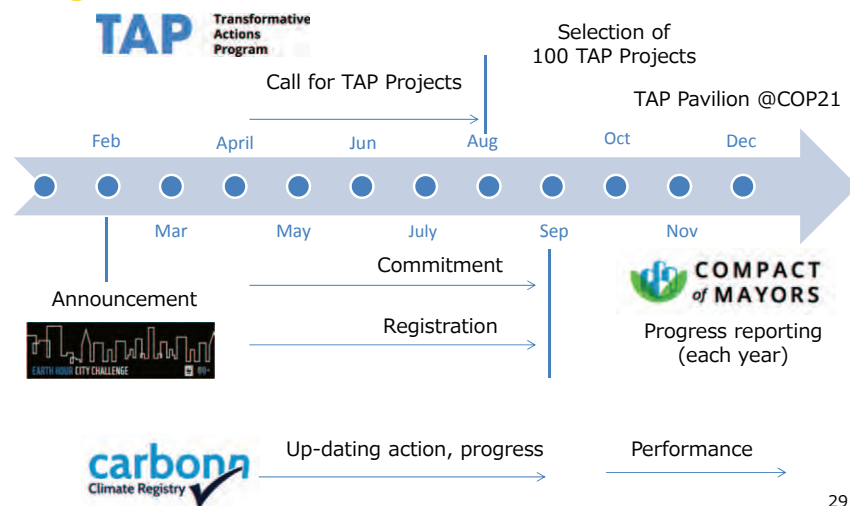 TAP
Transformative
Actions
Program
Selection of
100 TAP Projects
Call for TAP Projects
TAP Pavilion @COP21
Feb
April
Jun
Aug
Oct
Dec
Mar
May
July
Sep
Nov
Commitment
COMPACT
of MAYORS
Announcement
Registration
Progress reporting
(each year)
EARTH HOUR CITY CHALLENGE
carbonn
Climate Registry
Up-dating action, progress
Performance
29